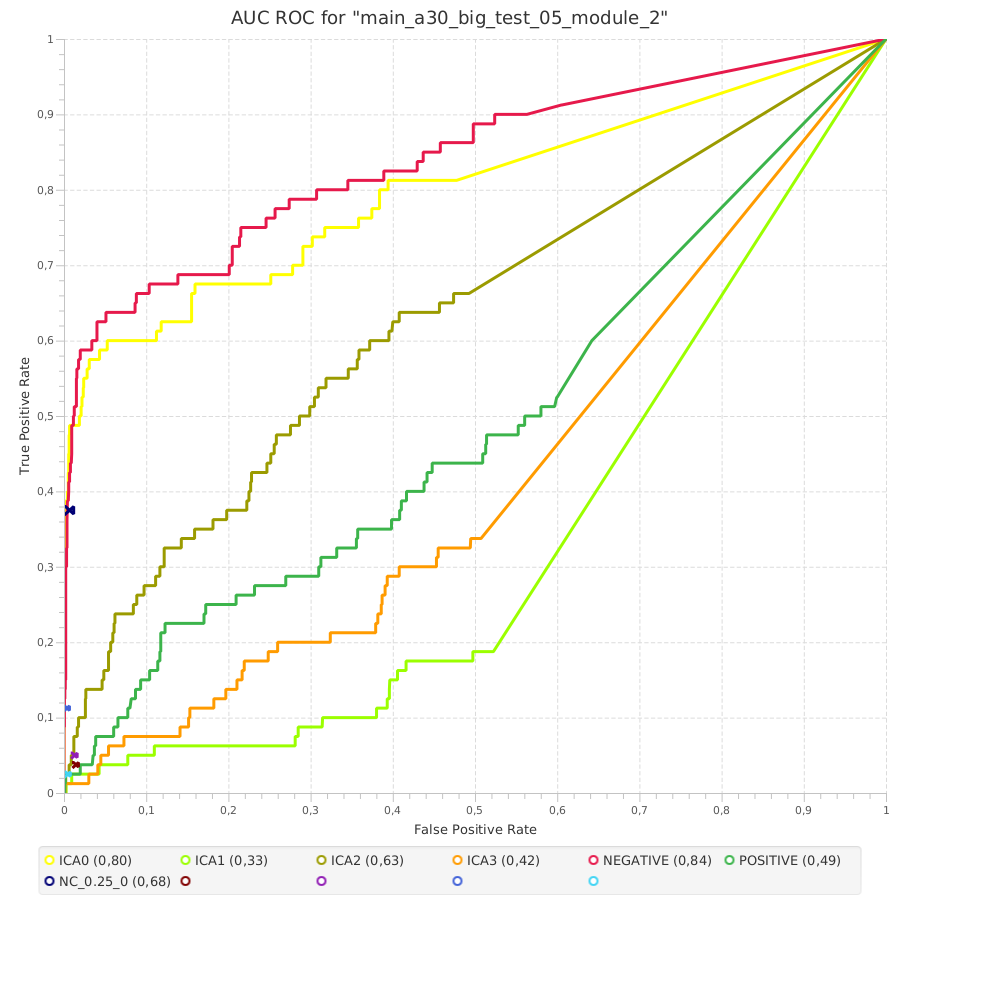 AUC ROC for "main_a30_big_test_05_module_2"
1
0,9
0,8
0,7
0,6
0,5
0,4
0,3
0,2
0,1
0
True Positive Rate
0 0,1 0,2 0,3 0,4 0,5 0,6 0,7 0,8 0,9 1
False Positive Rate
ICA0 (0,80) ICA1 (0,33) ICA2 (0,63) ICA3 (0,42) NEGATIVE (0,84) POSITIVE (0,49)
NC_0.25_0 (0,68)